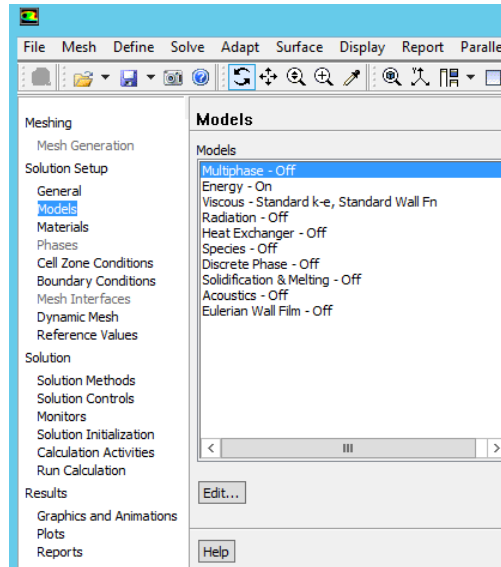 File Mesh Define Solve Adapt Surface Display Report Paralle
Meshing
Mesh Generation
Solution Setup
General
Models
Materials
Phases
Cell Zone Conditions
Boundary Conditions
Mesh Interfaces
Dynamic Mesh
Reference Values
Solution
Solution Methods
Solution Controls
Monitors
Solution Initialization
Calculation Activities
Run Calculation
Results
Graphics and Animations
Plots
Reports
Models
Models
Multiphase - Off
Energy - On
Viscous - Standard k-e, Standard Wall Fn
Radiation - Off
Heat Exchanger - Off
Species - Off
Discrete Phase - Off
Solidification & Melting - Off
Acoustics - Off
Eulerian Wall Film - Off
Edit...
Help